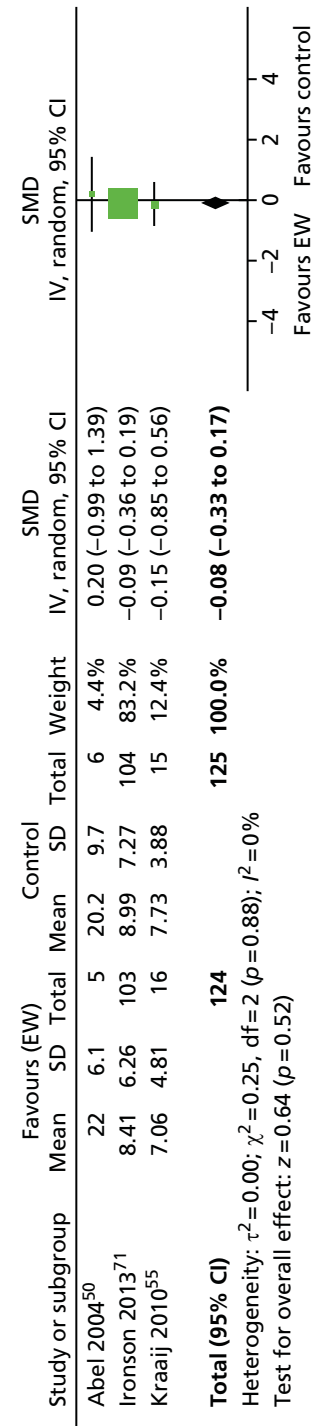 Favours (EW) Control SMD SMD
Study or subgroup Mean SD Total Mean SD Total Weight IV, random, 95% CI IV, random, 95% CI
Abel 2004⁵⁰ 22 6.1 5 20.2 9.7 6 4.4% 0.20 (−0.99 to 1.39)
Ironson 2013⁷¹ 8.41 6.26 103 8.99 7.27 104 83.2% −0.09 (−0.36 to 0.19)
Kraaij 2010⁵⁵ 7.06 4.81 16 7.73 3.88 15 12.4% −0.15 (−0.85 to 0.56)
Total (95% CI) 124 125 100.0% −0.08 (−0.33 to 0.17)
Heterogeneity: τ²=0.00; χ²=0.25, df=2 (p=0.88); I²=0%
Test for overall effect: z=0.64 (p=0.52)
−4 −2 0 2 4
Favours EW Favours control